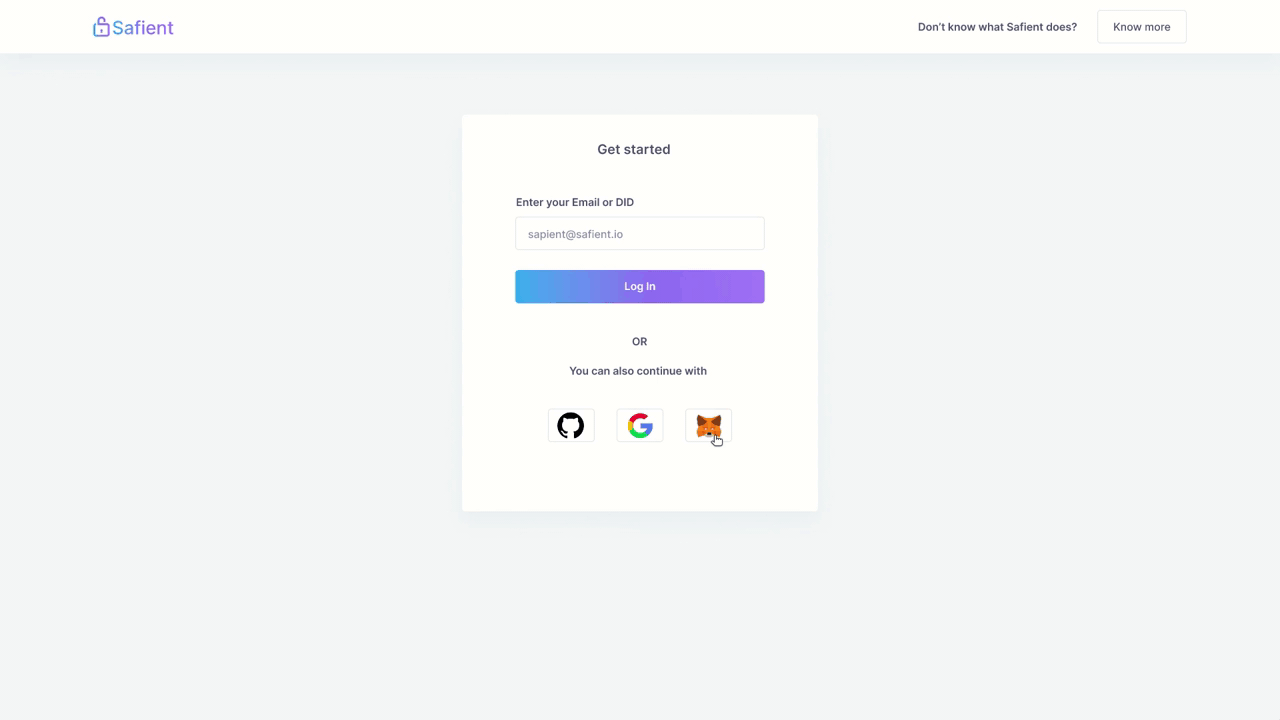 Safient
Don't know what Safient does?
Know more
Get started
Enter your Email or DID
sapient@safient.io
Log In
OR
You can also continue with